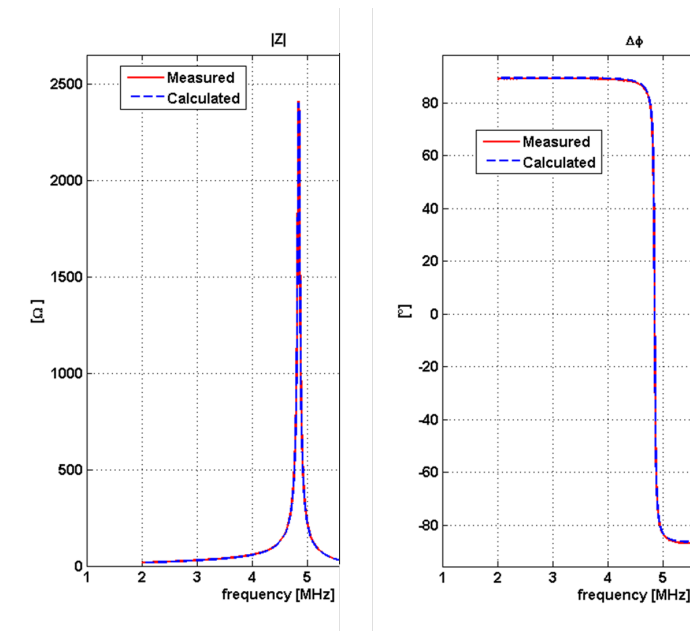 |Z|
Measured
Calculated
2500
2000
1500
1000
500
0
[Ω]
1 2 3 4 5
frequency [MHz]
Δϕ
Measured
Calculated
80
60
40
20
0
-20
-40
-60
-80
[°]
1 2 3 4 5
frequency [MHz]